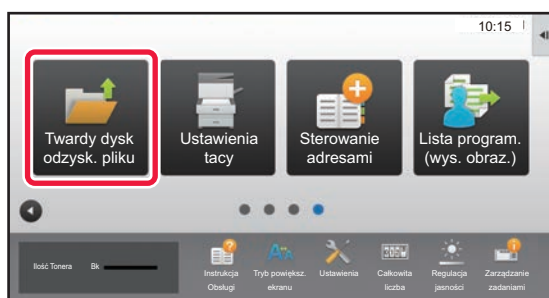 10:15
Twardy dysk
odzysk. pliku
Ustawienia
tacy
Sterowanie
adresami
Lista program.
(wys. obraz.)
Ilość Tonera Bk
Instrukcja
Obsługi
Tryb powiększ.
ekranu
Ustawienia
Całkowita
liczba
Regulacja
jasności
Zarządzanie
zadaniami